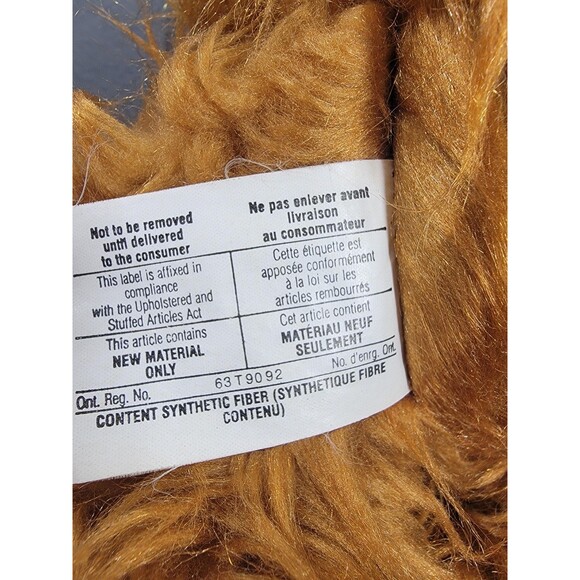 Not to be removed
until delivered
to the consumer
Ne pas enlever avant
livraison
au consommateur
This label is affixed in
compliance
with the Upholstered and
Stuffed Articles Act
Cette étiquette est
apposée conformément
à la loi sur les
articles rembourrés
This article contains
NEW MATERIAL
ONLY
Cet article contient
MATÉRIAU NEUF
SEULEMENT
Ont. Reg. No. 63T9092 No. d'enrg. Ont.
CONTENT SYNTHETIC FIBER (SYNTHETIQUE FIBRE
CONTENU)